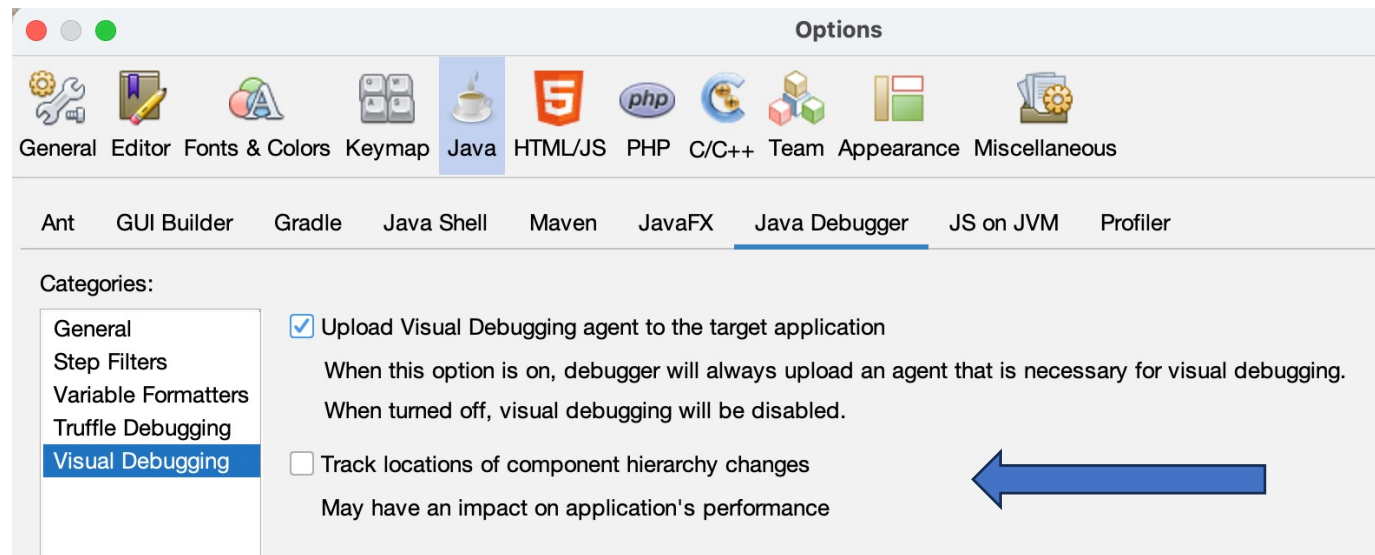 Options
General Editor Fonts & Colors Keymap Java HTML/JS PHP C/C++ Team Appearance Miscellaneous
Ant GUI Builder Gradle Java Shell Maven JavaFX Java Debugger JS on JVM Profiler
Categories:
General
Step Filters
Variable Formatters
Truffle Debugging
Visual Debugging
Upload Visual Debugging agent to the target application
When this option is on, debugger will always upload an agent that is necessary for visual debugging.
When turned off, visual debugging will be disabled.
Track locations of component hierarchy changes
May have an impact on application's performance